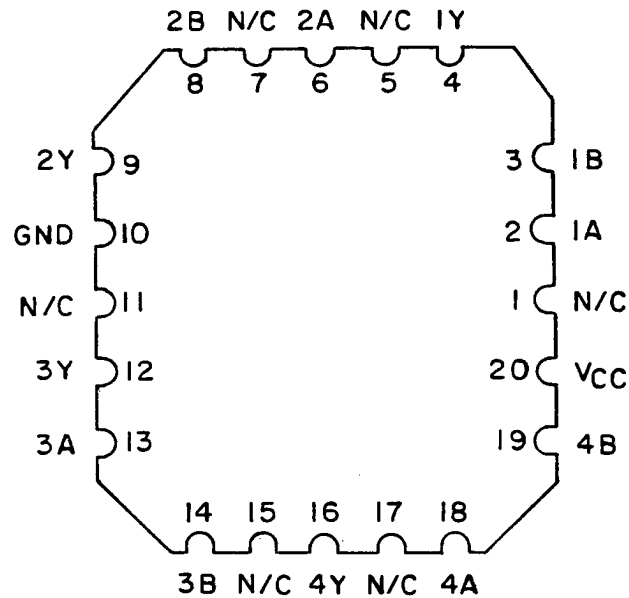 2B N/C 2A N/C 1Y
8 7 6 5 4
2Y 9 3 1B
GND 10 2 1A
N/C 11 1 N/C
3Y 12 20 VCC
3A 13 19 4B
14 15 16 17 18
3B N/C 4Y N/C 4A